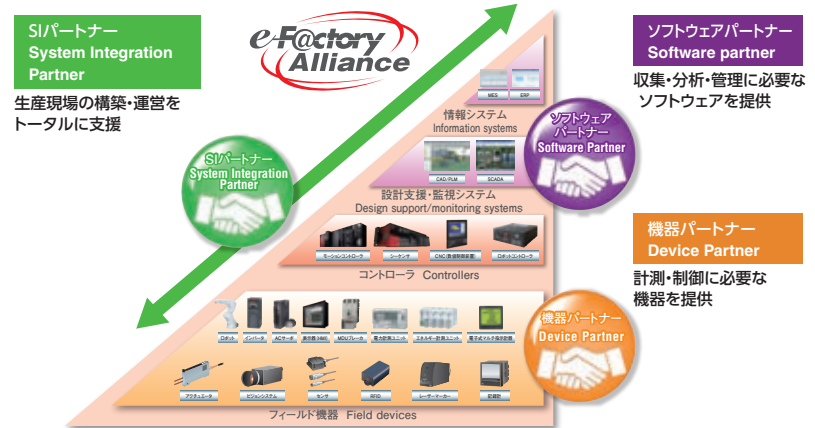 SIパートナー
System Integration
Partner
生産現場の構築・運営を
トータルに支援
e-F@ctory
Alliance
ソフトウェアパートナー
Software partner
収集・分析・管理に必要な
ソフトウェアを提供
MES
ERP
情報システム
Information systems
ソフトウェア
パートナー
Software Partner
SIパートナー
System Integration
Partner
CAD/PLM
SCADA
設計支援・監視システム
Design support/monitoring systems
機器パートナー
Device Partner
計測・制御に必要な
機器を提供
モーションコントローラ
シーケンサ
CNC(数値制御装置)
ロボットコントローラ
コントローラ Controllers
ロボット
インバータ
ACサーボ
表示器(HMI)
MDUブレーカ
電力計測ユニット
エネルギー計測ユニット
電子式マルチ指示計器
機器パートナー
Device Partner
アクチュエータ
ビジョンシステム
センサ
RFID
レーザーマーカー
記録計
フィールド機器 Field devices